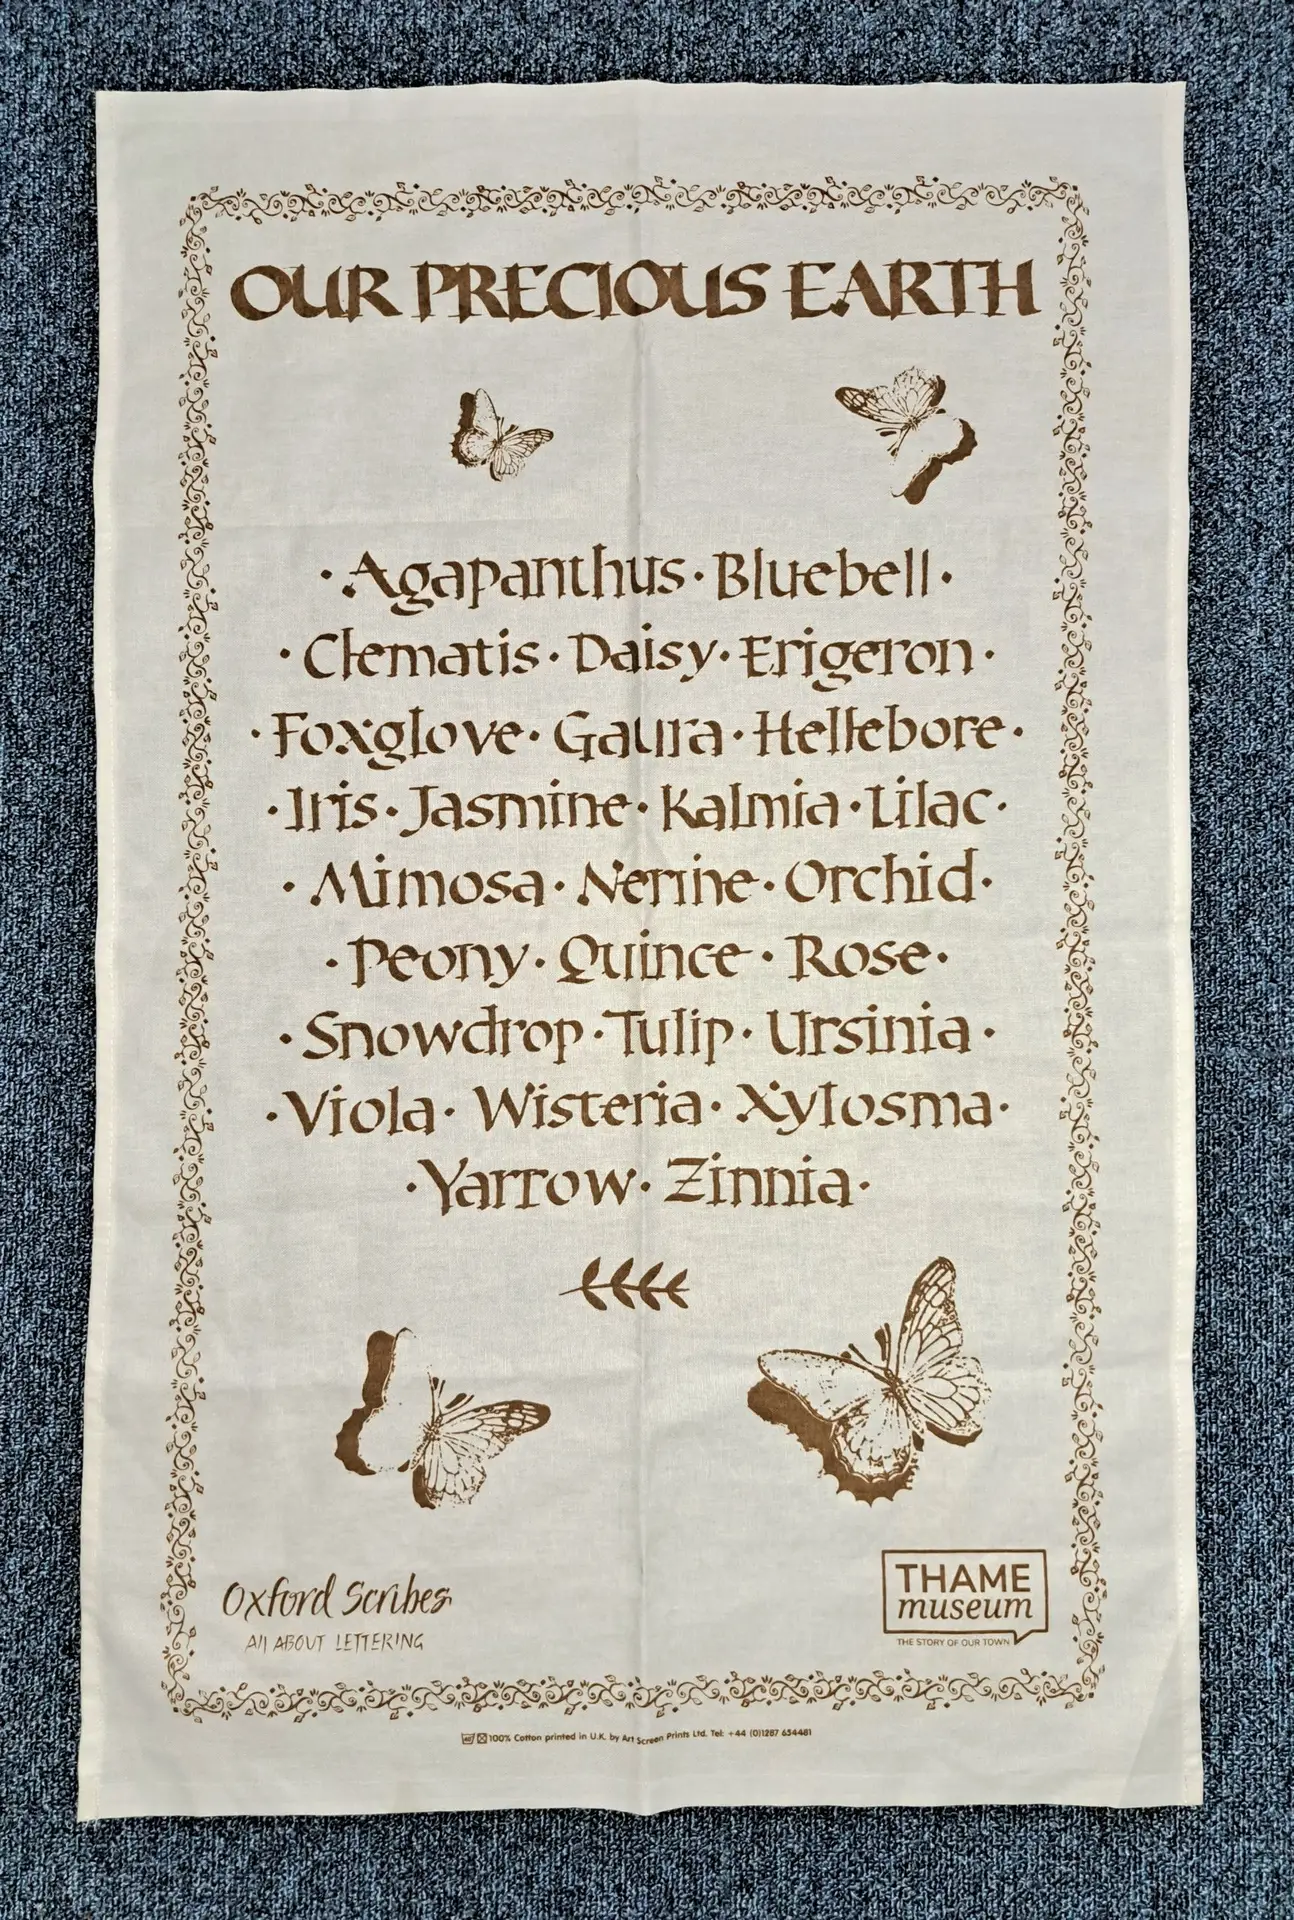 OUR PRECIOUS EARTH
· Agapanthus · Bluebell ·
· Clematis · Daisy · Erigeron ·
· Foxglove · Gaura · Hellebore ·
· Iris · Jasmine · Kalmia · Lilac ·
· Mimosa · Nerine · Orchid ·
· Peony · Quince · Rose ·
· Snowdrop · Tulip · Ursinia ·
· Viola · Wisteria · Xylosma ·
· Yarrow · Zinnia ·
Oxford Scribes
All ABOUT LETTERING
THAME
museum
THE STORY OF OUR TOWN
100% Cotton printed in U.K. by Art Screen Prints Ltd. Tel: +44 (0)1287 654481